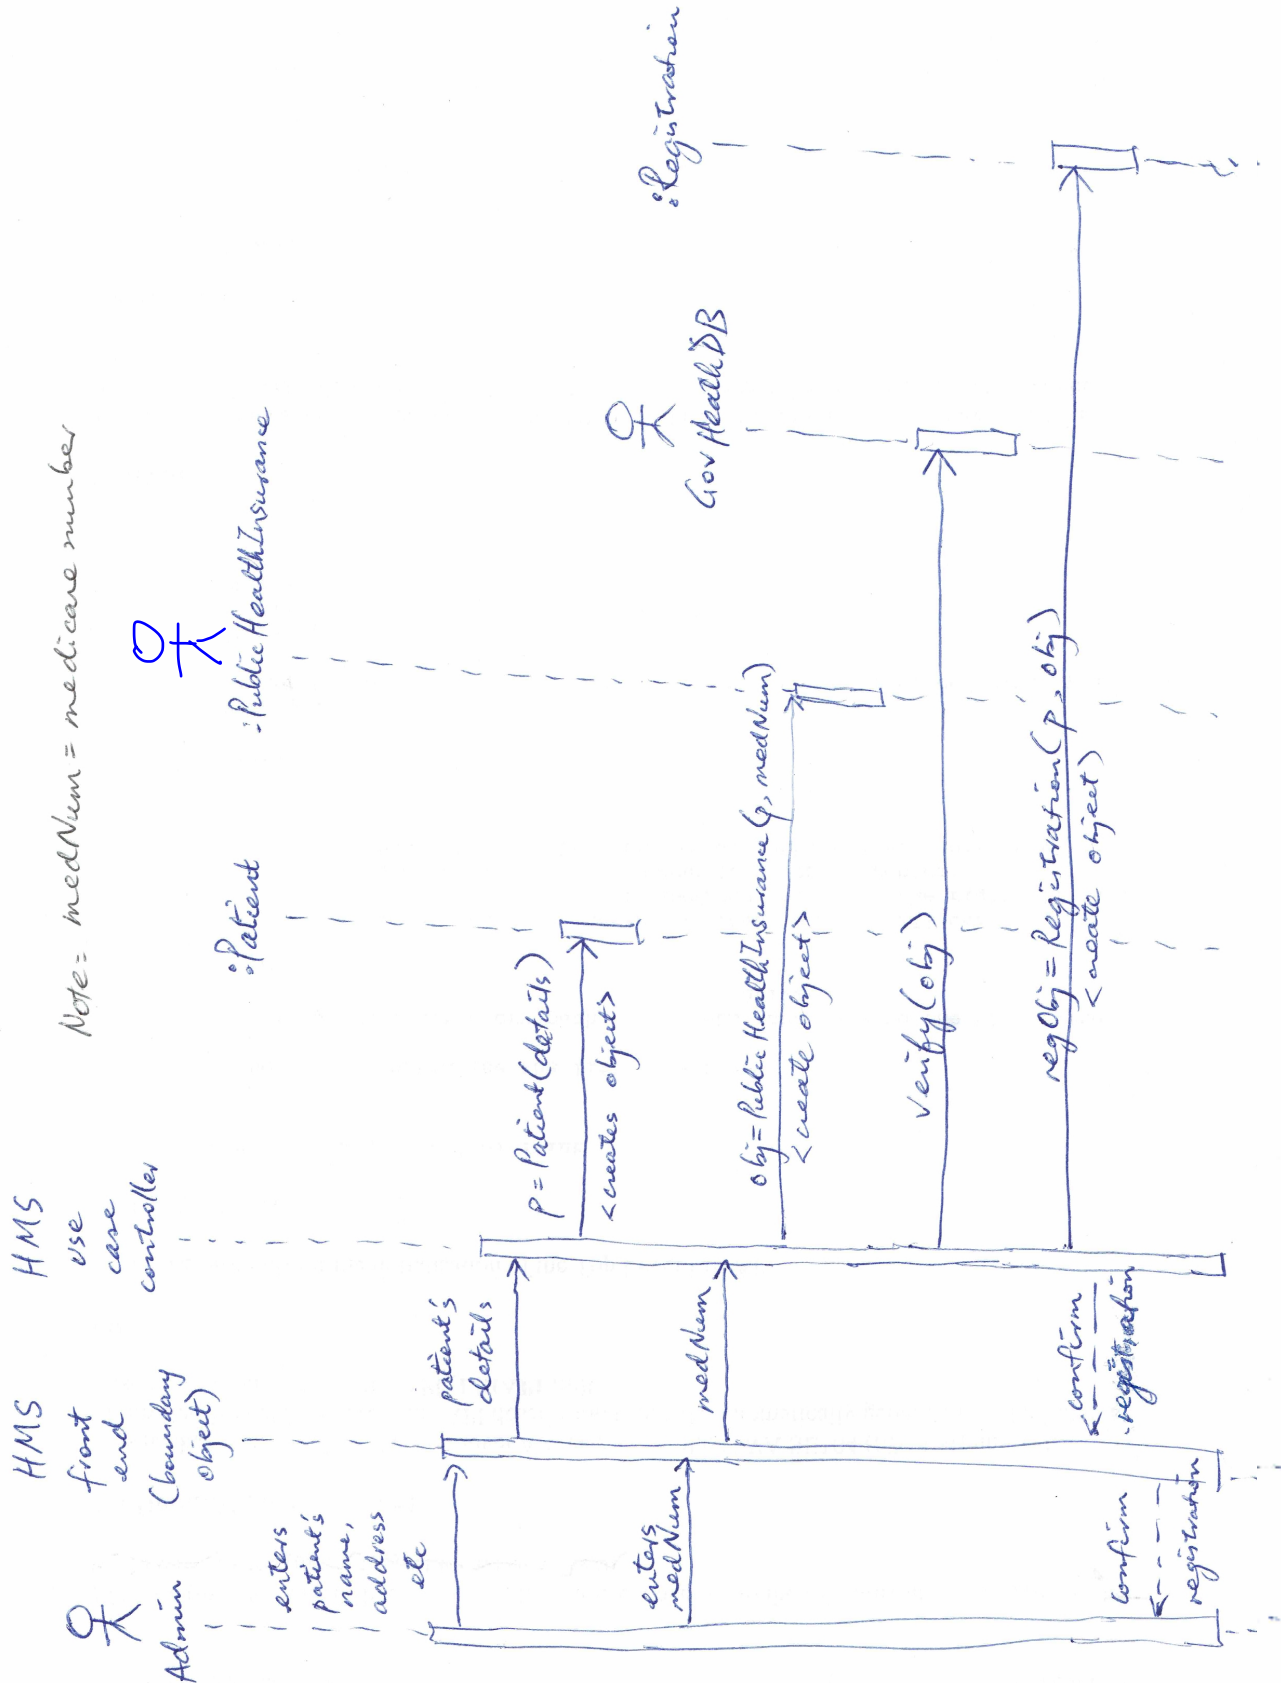 Note: medNum = medicare number
Admin
HMS
front
end
(boundary
object)
HMS
use
case
controller
:Patient
:PublicHealthInsurance
GovHealthDB
:Registration
enters
patient's
name,
address
etc
patient's
details
P = Patient(details)
<creates object>
enters
medNum
medNum
obj = PublicHealthInsurance(p, medNum)
<create object>
verify(obj)
regObj = Registration(p, obj)
<create object>
confirm
registration
confirm
registration